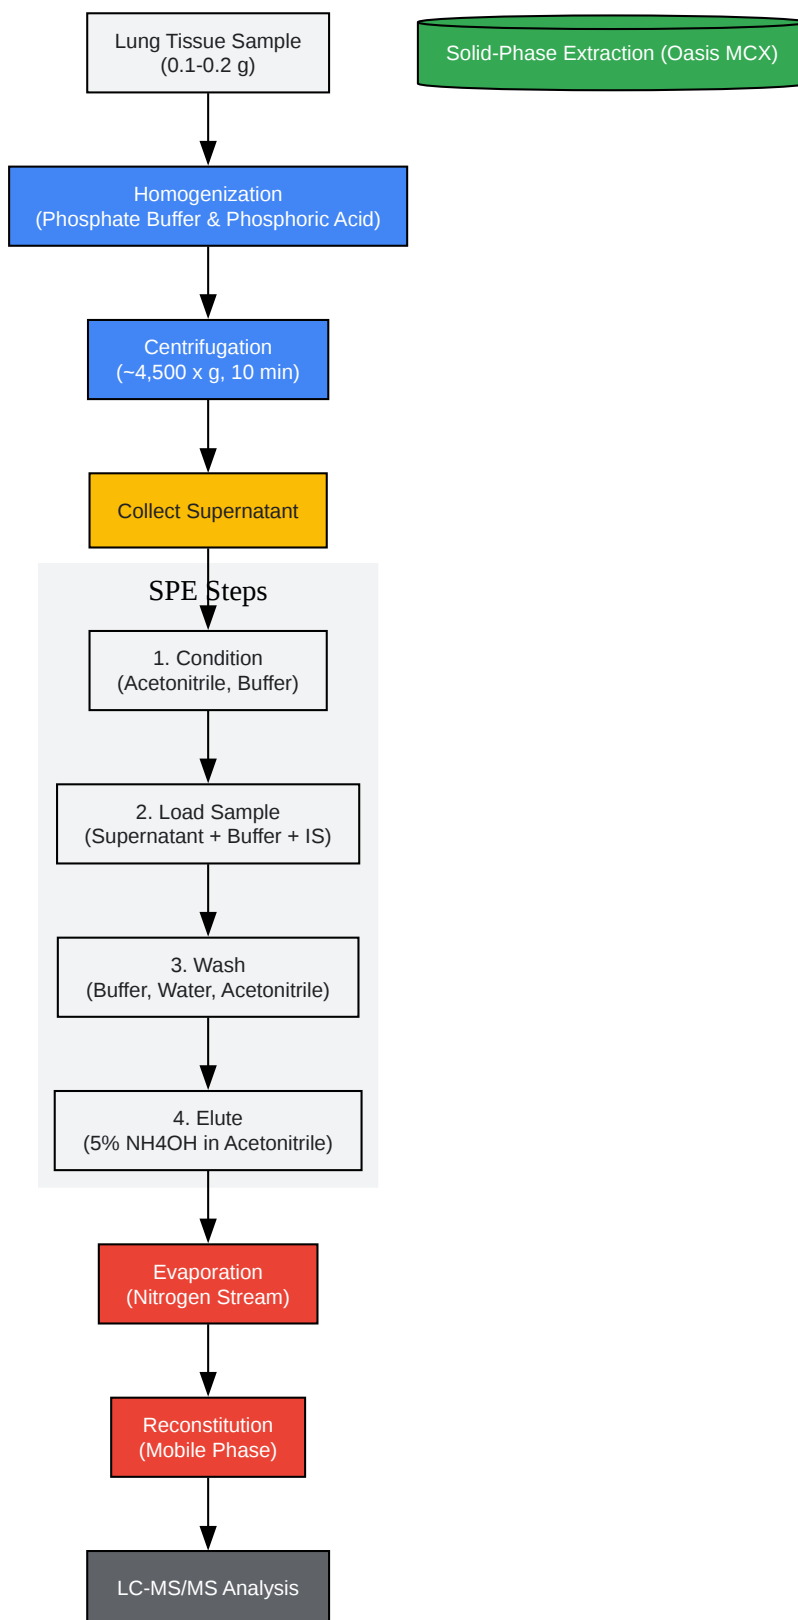 Lung Tissue Sample
(0.1-0.2 g)
Solid-Phase Extraction (Oasis MCX)
Homogenization
(Phosphate Buffer & Phosphoric Acid)
Centrifugation
(~4,500 x g, 10 min)
Collect Supernatant
SPE Steps
1. Condition
(Acetonitrile, Buffer)
2. Load Sample
(Supernatant + Buffer + IS)
3. Wash
(Buffer, Water, Acetonitrile)
4. Elute
(5% NH4OH in Acetonitrile)
Evaporation
(Nitrogen Stream)
Reconstitution
(Mobile Phase)
LC-MS/MS Analysis